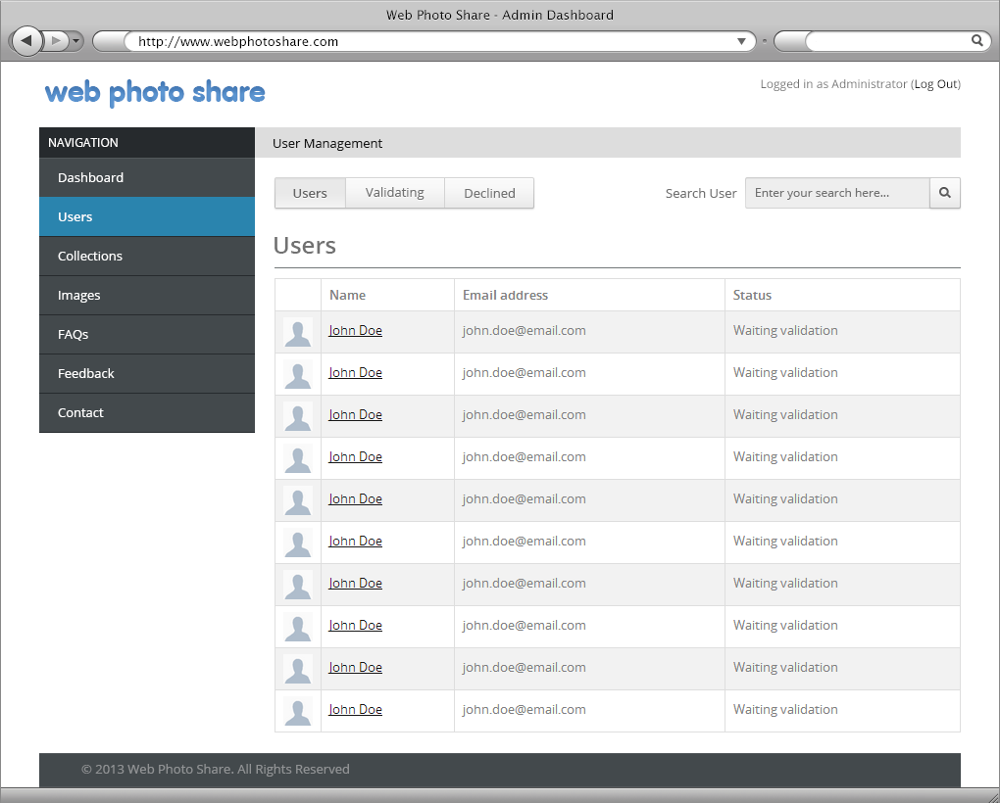 Web Photo Share - Admin Dashboard
http://www.webphotoshare.com
web photo share
Logged in as Administrator (Log Out)
NAVIGATION
Dashboard
Users
Collections
Images
FAQs
Feedback
Contact
User Management
Users Validating Declined
Search User Enter your search here...
Users
Name Email address Status
John Doe john.doe@email.com Waiting validation
John Doe john.doe@email.com Waiting validation
John Doe john.doe@email.com Waiting validation
John Doe john.doe@email.com Waiting validation
John Doe john.doe@email.com Waiting validation
John Doe john.doe@email.com Waiting validation
John Doe john.doe@email.com Waiting validation
John Doe john.doe@email.com Waiting validation
John Doe john.doe@email.com Waiting validation
John Doe john.doe@email.com Waiting validation
© 2013 Web Photo Share. All Rights Reserved